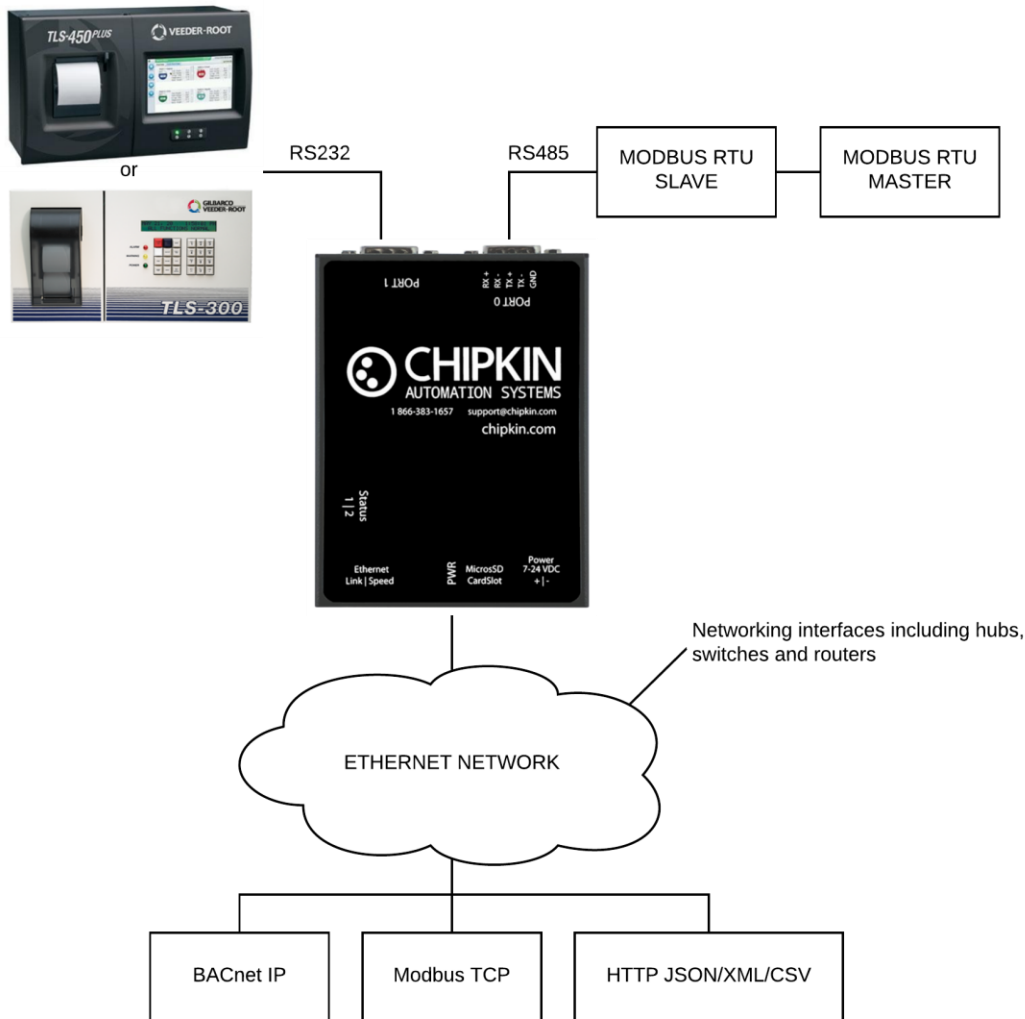 TLS-450PLUS
VEEDER-ROOT
or
GILBARCO
VEEDER-ROOT
TLS-300
RS232
RS485
MODBUS RTU
SLAVE
MODBUS RTU
MASTER
PORT 1
RX +
RX -
TX +
TX -
GND
PORT 0
CHIPKIN
AUTOMATION SYSTEMS
1 866-383-1657 support@chipkin.com
chipkin.com
Status
1 | 2
Ethernet
Link | Speed
PWR
MicrosSD
CardSlot
Power
7-24 VDC
+ | -
Networking interfaces including hubs,
switches and routers
ETHERNET NETWORK
BACnet IP
Modbus TCP
HTTP JSON/XML/CSV